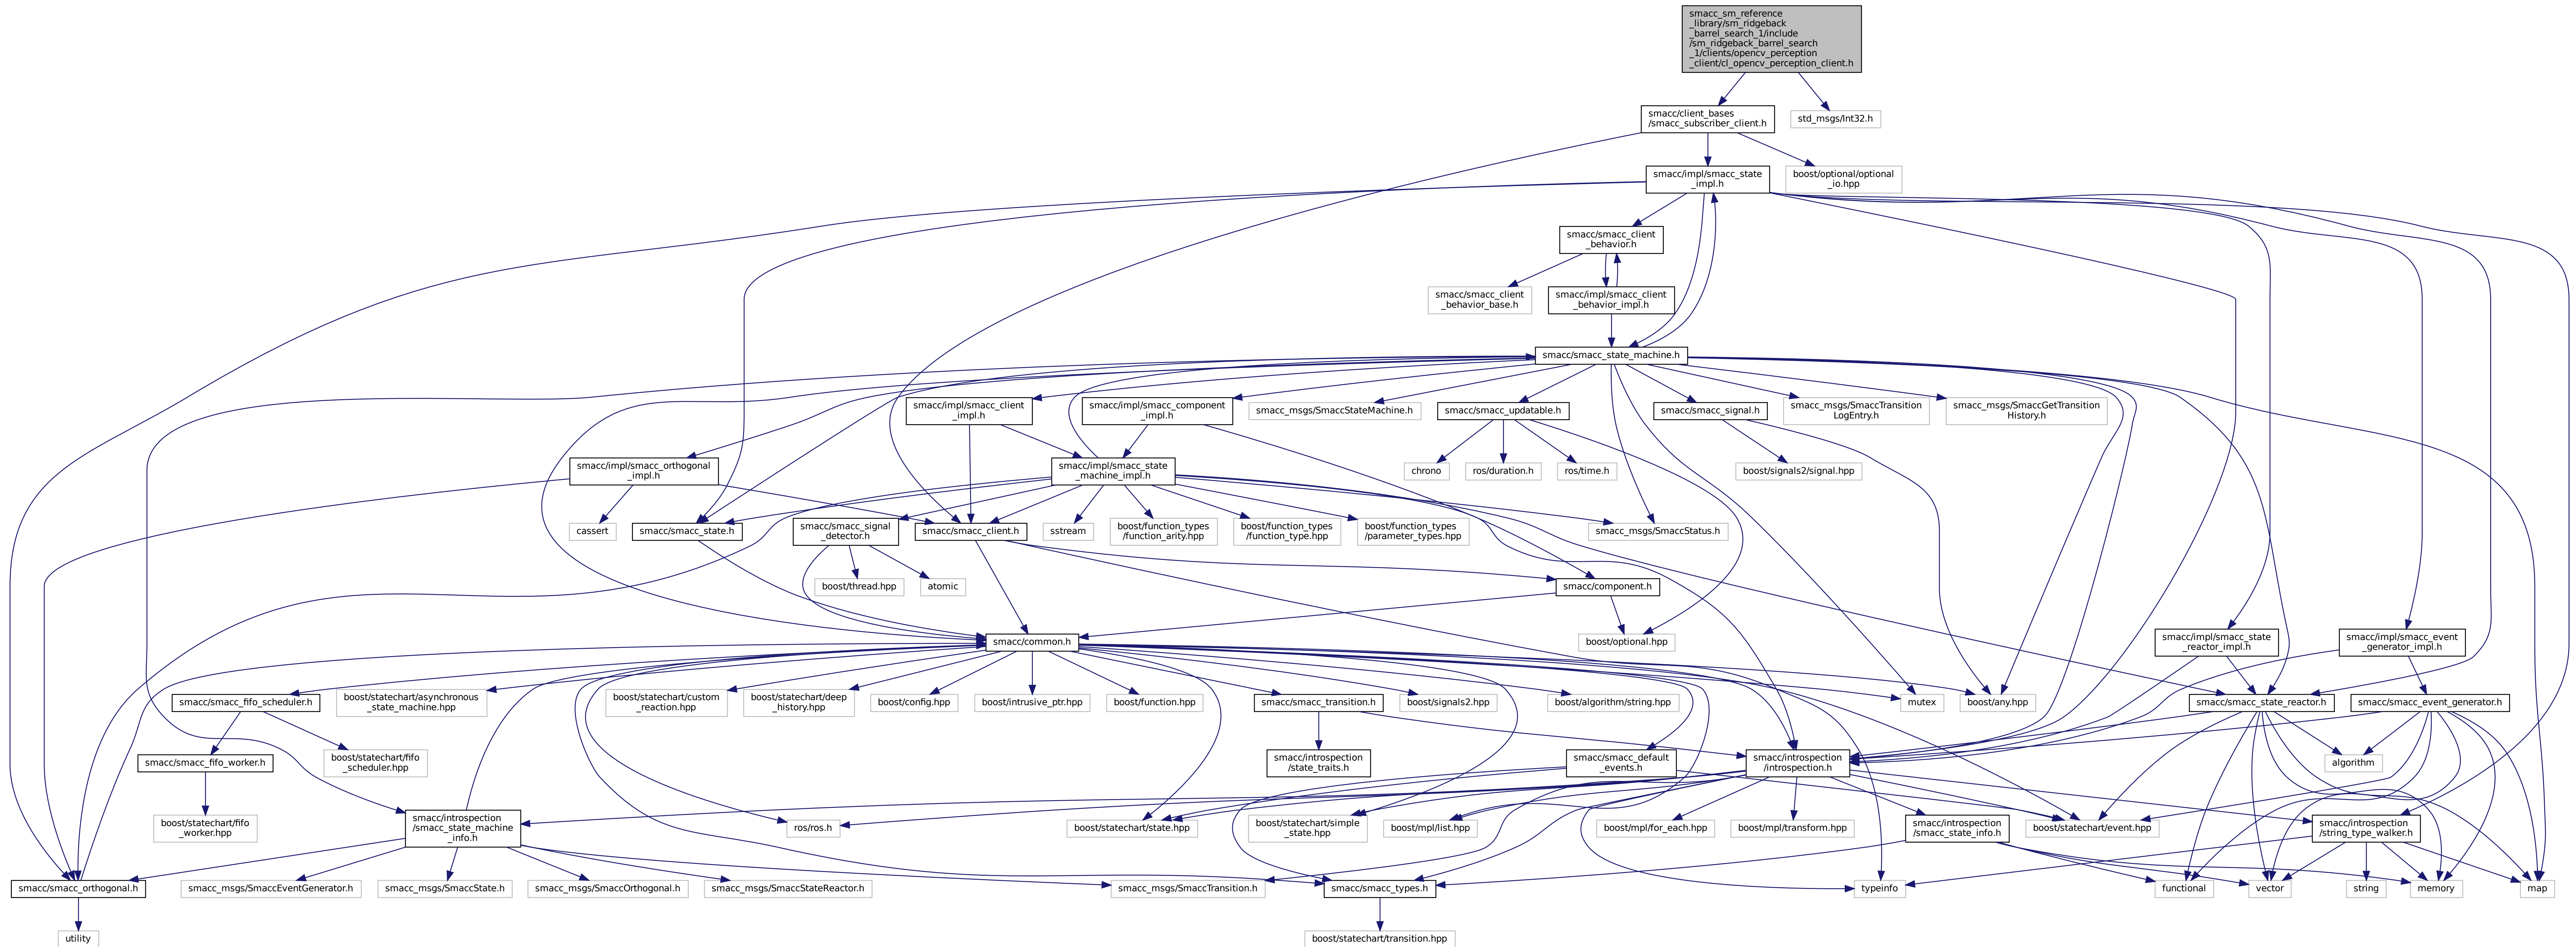 smacc_sm_reference
_library/sm_ridgeback
_barrel_search_1/include
/sm_ridgeback_barrel_search
_1/clients/opencv_perception
_client/cl_opencv_perception_client.h
smacc/client_bases
/smacc_subscriber_client.h
std_msgs/Int32.h
smacc/impl/smacc_state
_impl.h
boost/optional/optional
_io.hpp
smacc/smacc_client
_behavior.h
smacc/smacc_client
_behavior_base.h
smacc/impl/smacc_client
_behavior_impl.h
smacc/smacc_state_machine.h
smacc/impl/smacc_client
_impl.h
smacc/impl/smacc_component
_impl.h
smacc_msgs/SmaccStateMachine.h
smacc/smacc_updatable.h
smacc/smacc_signal.h
smacc_msgs/SmaccTransition
LogEntry.h
smacc_msgs/SmaccGetTransition
History.h
smacc/impl/smacc_orthogonal
_impl.h
smacc/impl/smacc_state
_machine_impl.h
chrono
ros/duration.h
ros/time.h
boost/signals2/signal.hpp
cassert
smacc/smacc_state.h
smacc/smacc_signal
_detector.h
smacc/smacc_client.h
sstream
boost/function_types
/function_arity.hpp
boost/function_types
/function_type.hpp
boost/function_types
/parameter_types.hpp
smacc_msgs/SmaccStatus.h
boost/thread.hpp
atomic
smacc/component.h
smacc/common.h
boost/optional.hpp
smacc/impl/smacc_state
_reactor_impl.h
smacc/impl/smacc_event
_generator_impl.h
smacc/smacc_fifo_scheduler.h
boost/statechart/asynchronous
_state_machine.hpp
boost/statechart/custom
_reaction.hpp
boost/statechart/deep
_history.hpp
boost/config.hpp
boost/intrusive_ptr.hpp
boost/function.hpp
smacc/smacc_transition.h
boost/signals2.hpp
boost/algorithm/string.hpp
mutex
boost/any.hpp
smacc/smacc_state_reactor.h
smacc/smacc_event_generator.h
smacc/smacc_fifo_worker.h
boost/statechart/fifo
_scheduler.hpp
smacc/introspection
/state_traits.h
smacc/smacc_default
_events.h
smacc/introspection
/introspection.h
algorithm
boost/statechart/fifo
_worker.hpp
smacc/introspection
/smacc_state_machine
_info.h
ros/ros.h
boost/statechart/state.hpp
boost/statechart/simple
_state.hpp
boost/mpl/list.hpp
boost/mpl/for_each.hpp
boost/mpl/transform.hpp
smacc/introspection
/smacc_state_info.h
boost/statechart/event.hpp
smacc/introspection
/string_type_walker.h
smacc/smacc_orthogonal.h
smacc_msgs/SmaccEventGenerator.h
smacc_msgs/SmaccState.h
smacc_msgs/SmaccOrthogonal.h
smacc_msgs/SmaccStateReactor.h
smacc_msgs/SmaccTransition.h
smacc/smacc_types.h
typeinfo
functional
vector
string
memory
map
utility
boost/statechart/transition.hpp